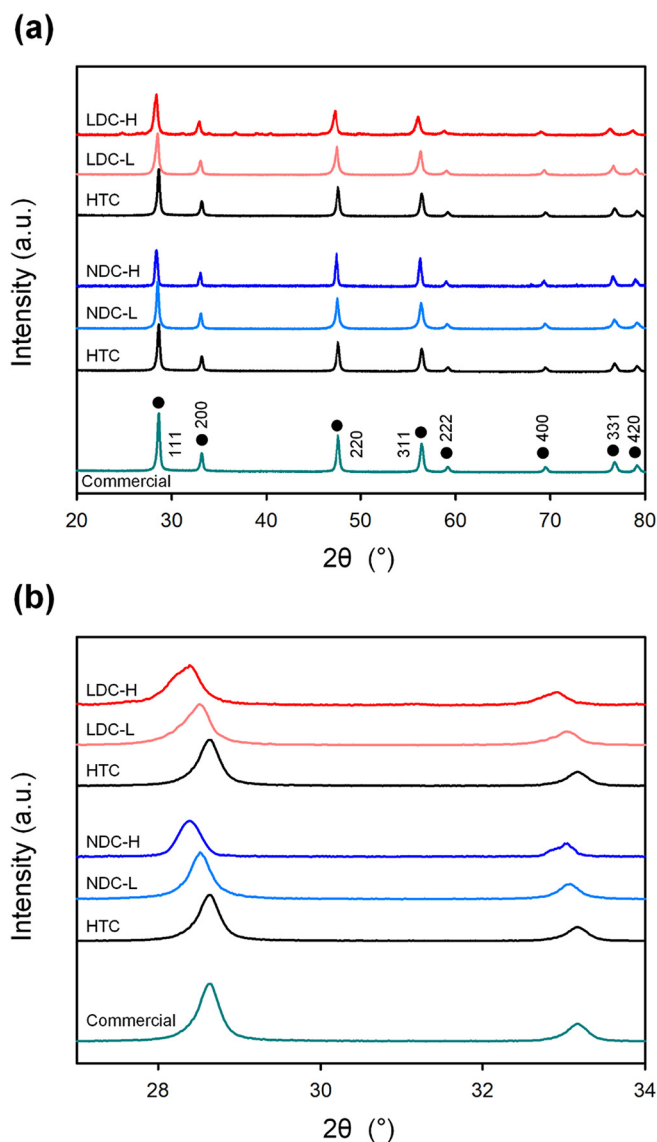 (a)
Intensity (a.u.)
LDC-H
LDC-L
HTC
NDC-H
NDC-L
HTC
111
200
220
311
222
400
331
420
Commercial
20 30 40 50 60 70 80
2θ (°)
(b)
Intensity (a.u.)
LDC-H
LDC-L
HTC
NDC-H
NDC-L
HTC
Commercial
28 30 32 34
2θ (°)